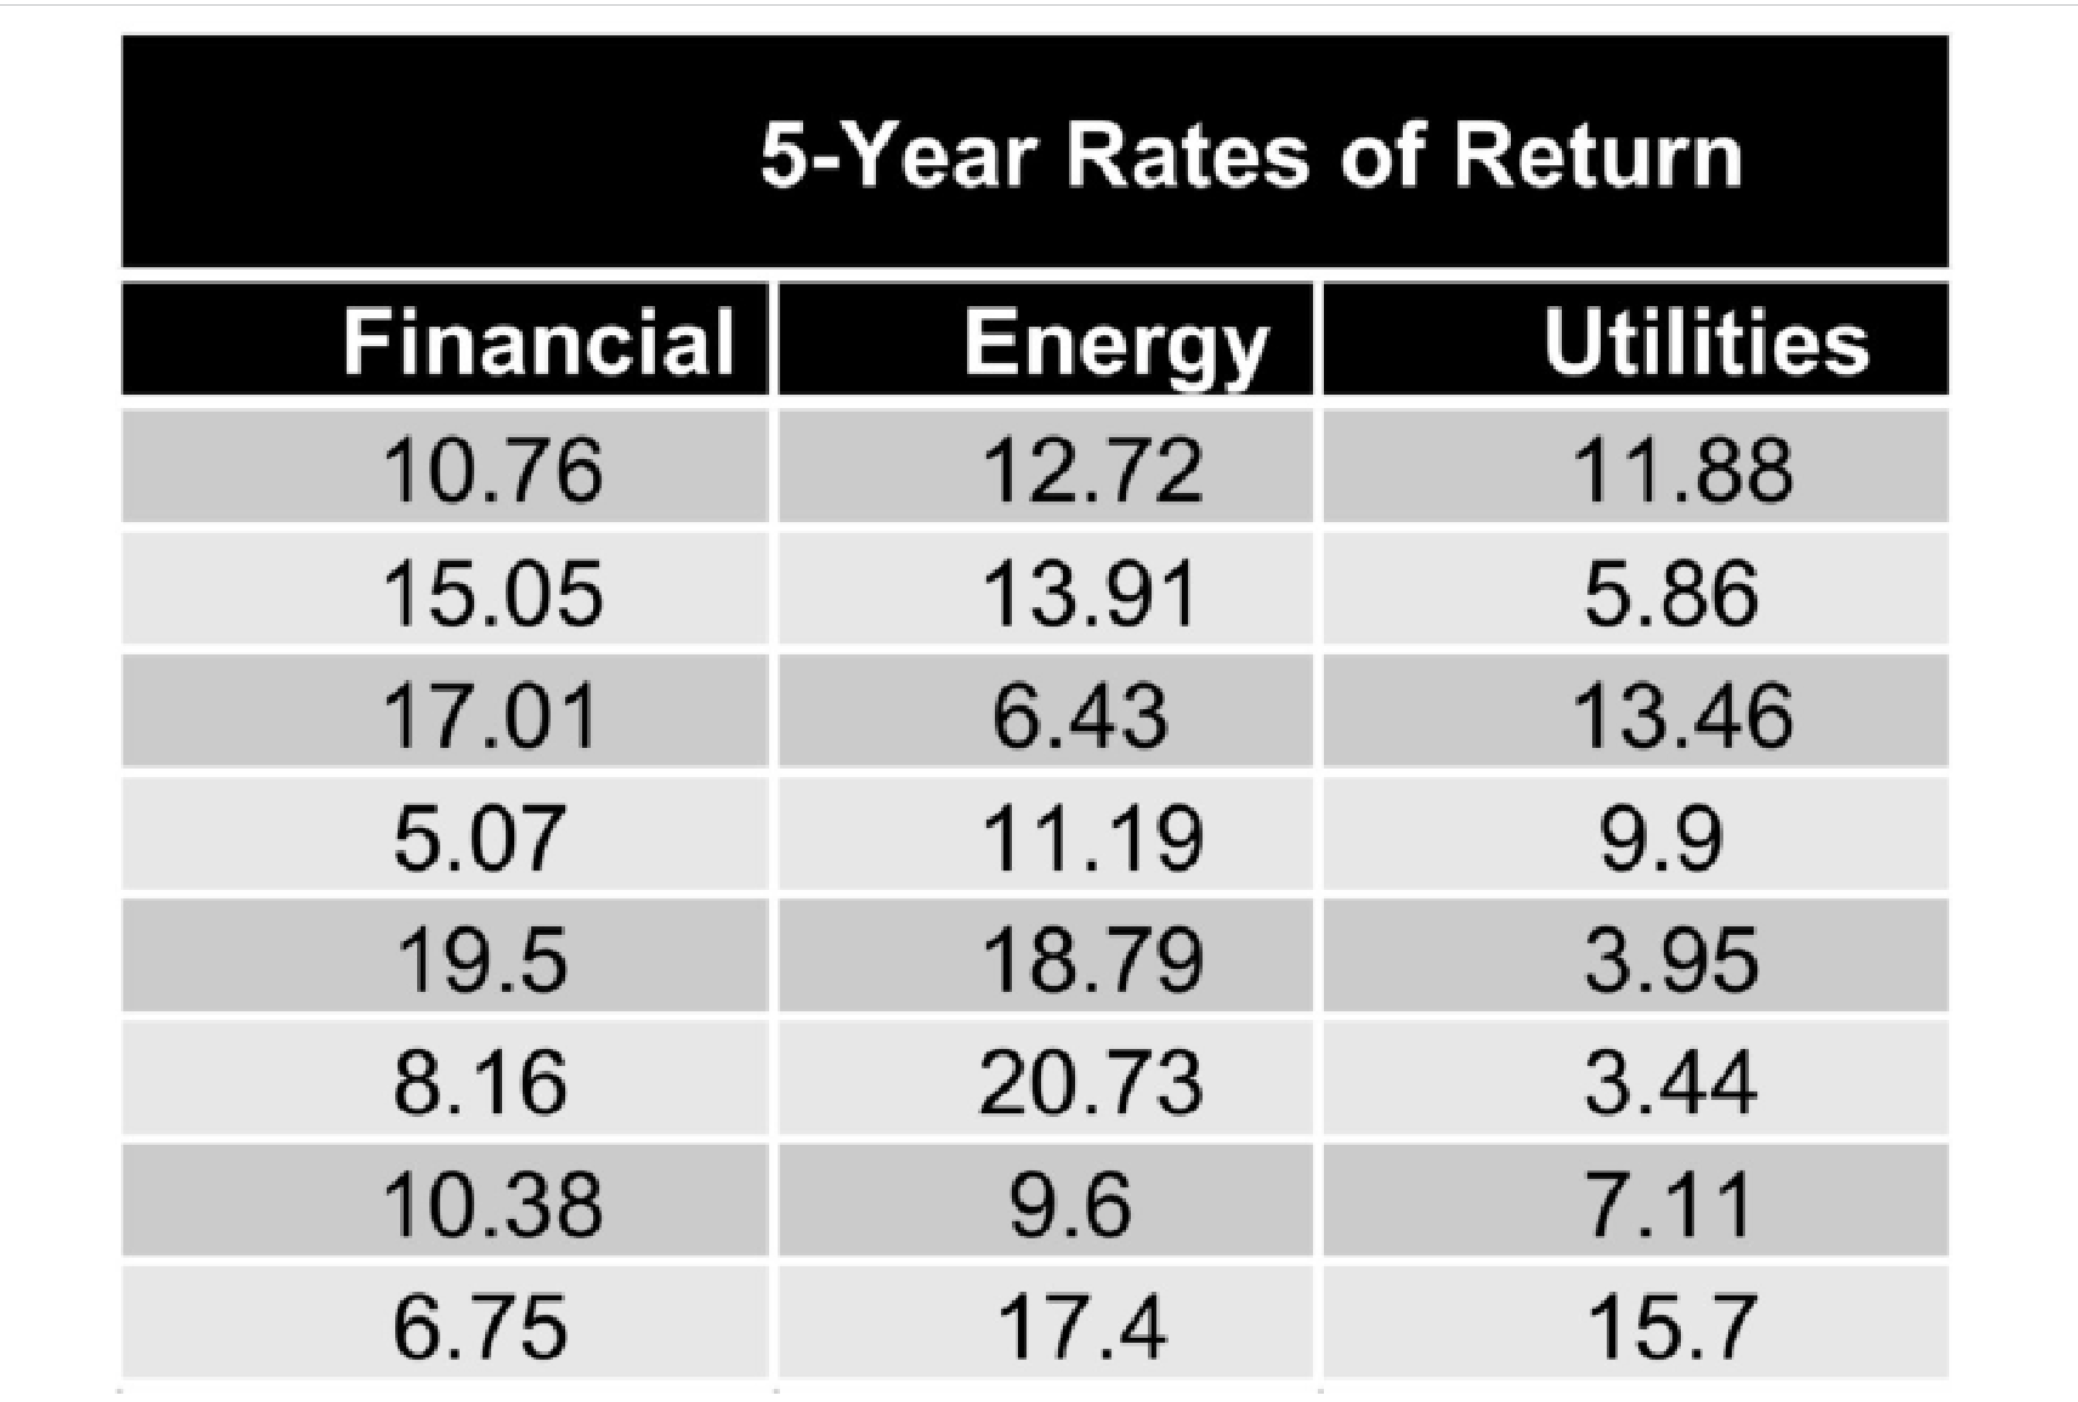 5-Year Rates of Return
Financial Energy Utilities
10.76 12.72 11.88
15.05 13.91 5.86
17.01 6.43 13.46
5.07 11.19 9.9
19.5 18.79 3.95
8.16 20.73 3.44
10.38 9.6 7.11
6.75 17.4 15.7